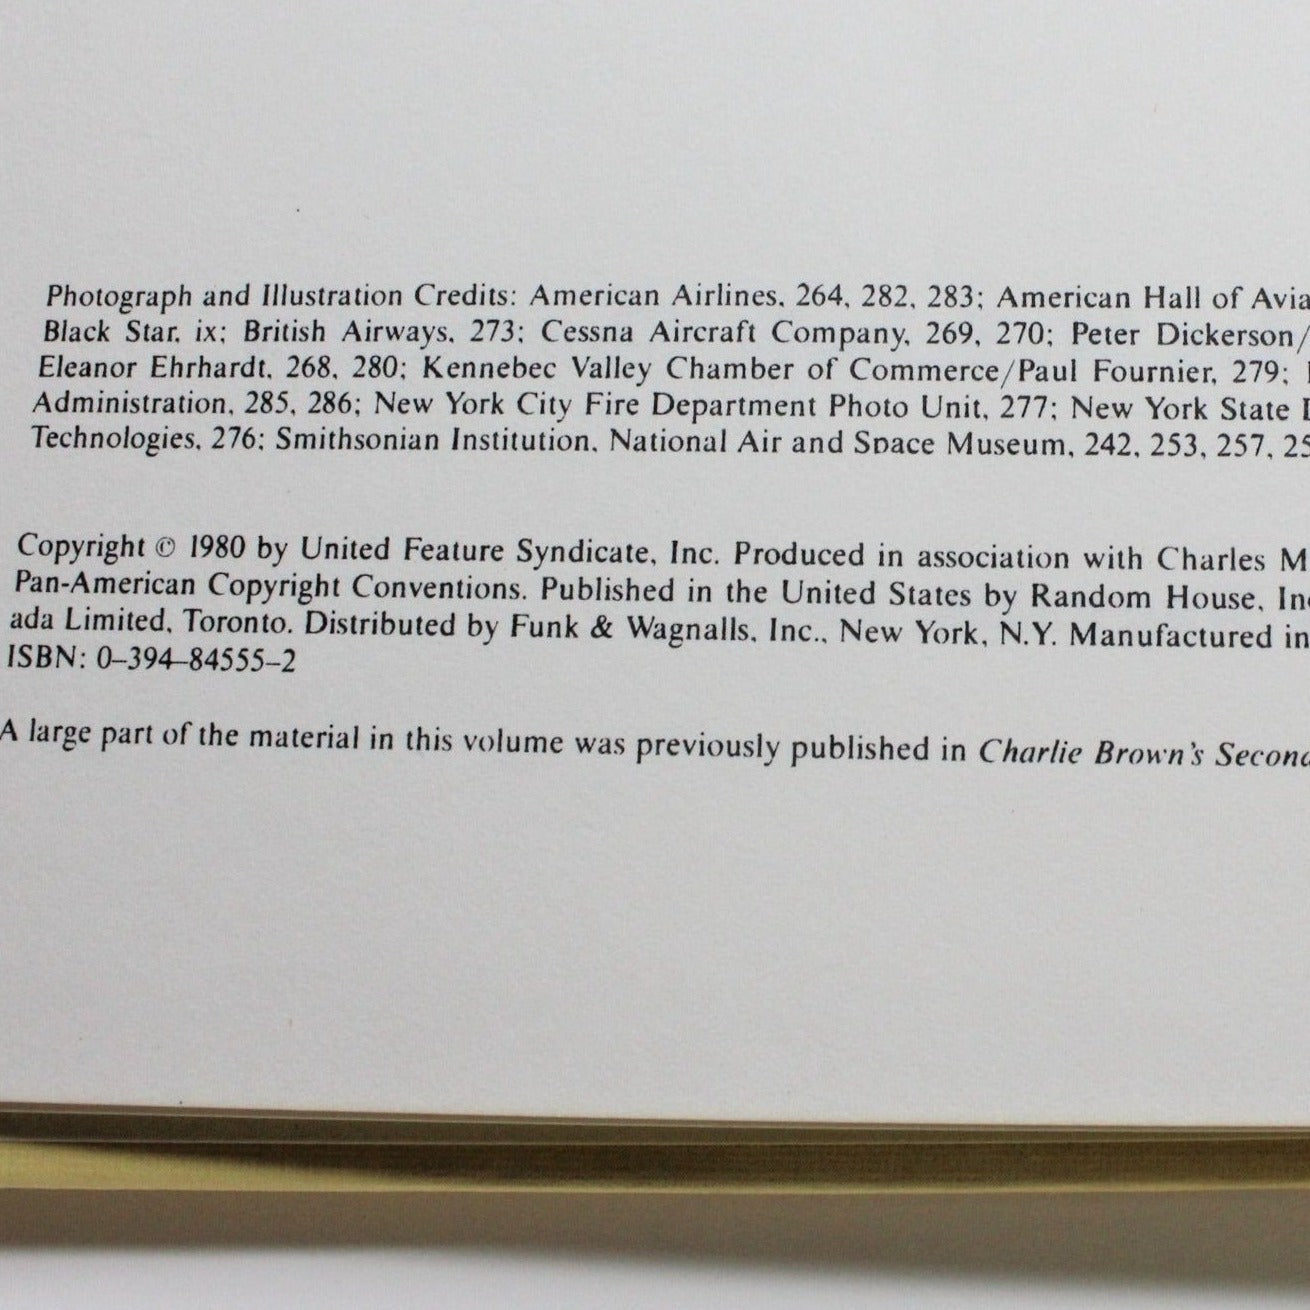 Photograph and Illustration Credits: American Airlines, 264, 282, 283; American Hall of Avia
Black Star, ix; British Airways, 273; Cessna Aircraft Company, 269, 270; Peter Dickerson/
Eleanor Ehrhardt, 268, 280; Kennebec Valley Chamber of Commerce/Paul Fournier, 279;
Administration, 285, 286; New York City Fire Department Photo Unit, 277; New York State
Technologies, 276; Smithsonian Institution, National Air and Space Museum, 242, 253, 257, 25
Copyright © 1980 by United Feature Syndicate, Inc. Produced in association with Charles M
Pan-American Copyright Conventions. Published in the United States by Random House, In
ada Limited, Toronto. Distributed by Funk & Wagnalls, Inc., New York, N.Y. Manufactured in
ISBN: 0–394–84555–2
A large part of the material in this volume was previously published in Charlie Brown's Second